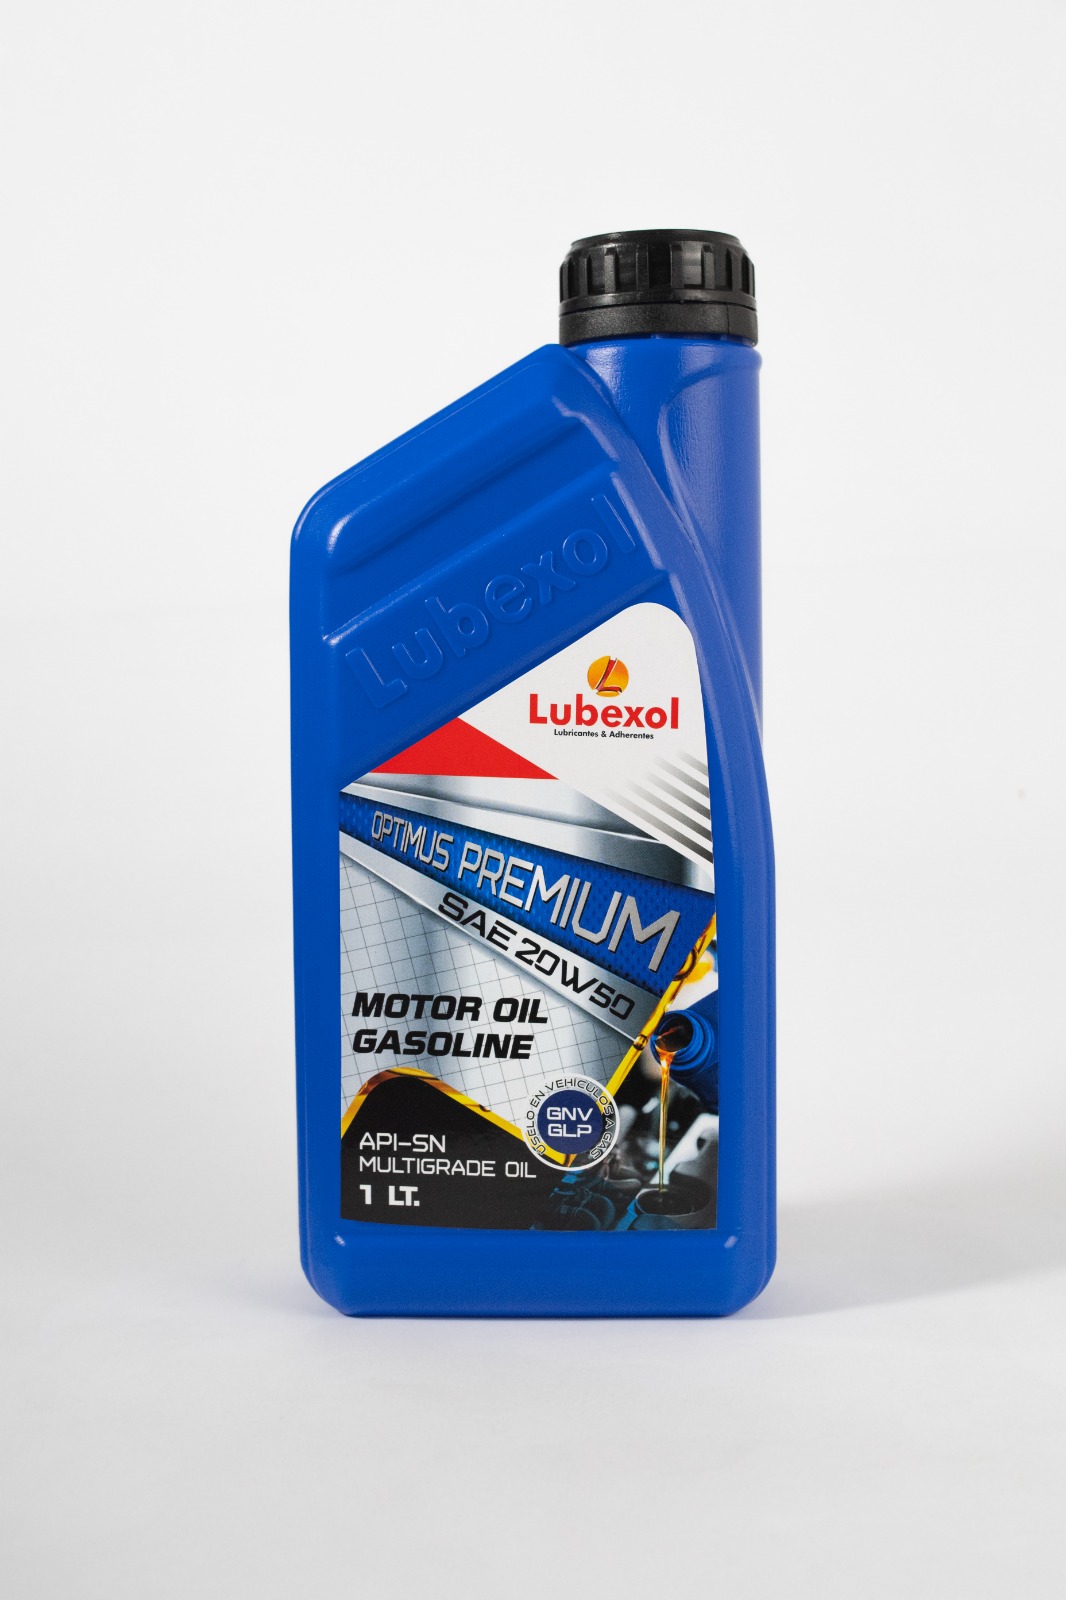 Lubexol
Lubexol
Lubricantes & Adherentes
OPTIMUS PREMIUM
SAE 20W50
MOTOR OIL
GASOLINE
ÚSELO EN VEHÍCULOS A GAS
GNV
GLP
API-SN
MULTIGRADE OIL
1 LT.